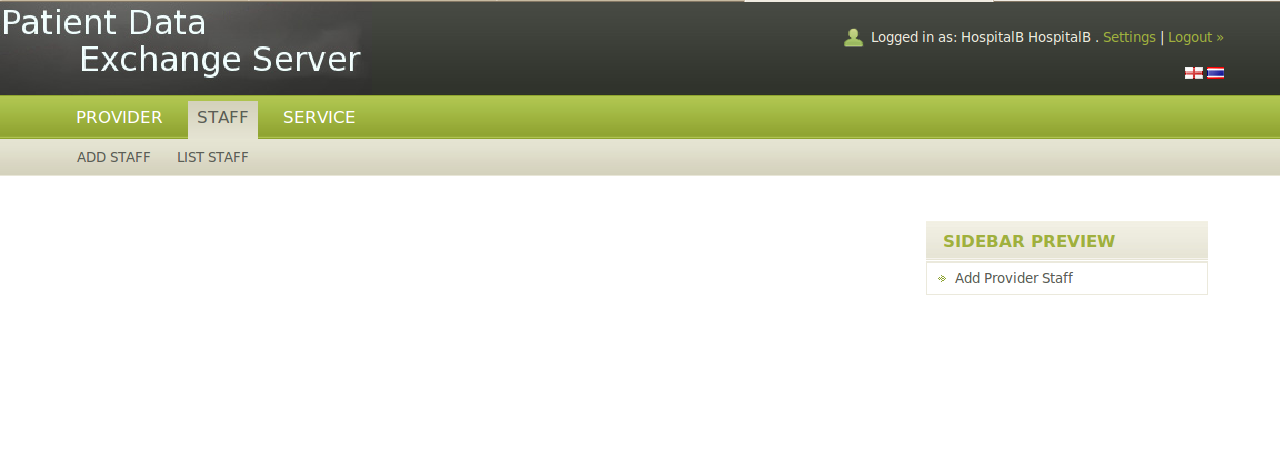 Patient Data
Exchange Server
Logged in as: HospitalB HospitalB . Settings | Logout »
PROVIDER STAFF SERVICE
ADD STAFF LIST STAFF
SIDEBAR PREVIEW
Add Provider Staff